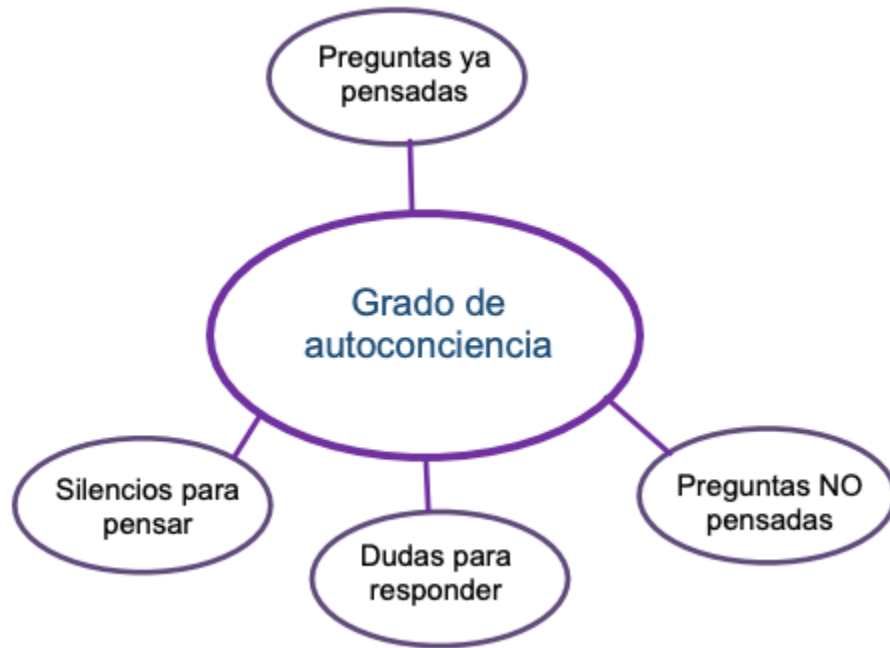 Preguntas ya
pensadas
Grado de
autoconciencia
Silencios para
pensar
Dudas para
responder
Preguntas NO
pensadas